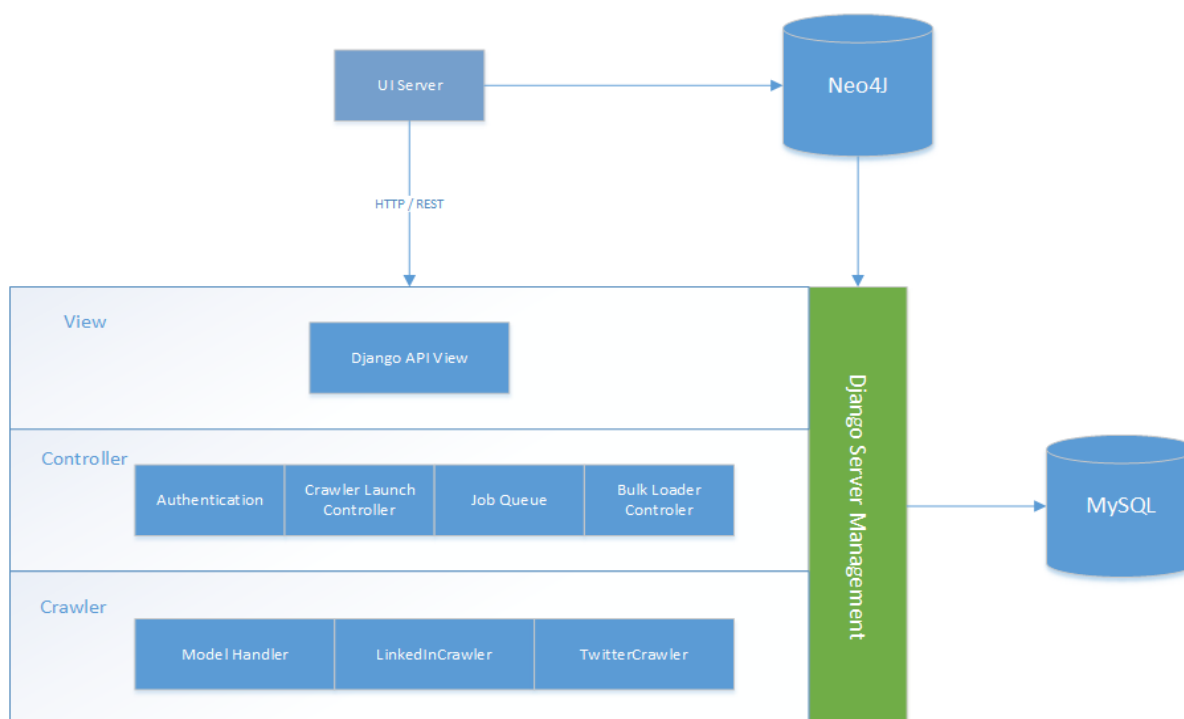 UI Server
Neo4J
HTTP / REST
View
Django API View
Controller
Authentication
Crawler Launch
Controller
Job Queue
Bulk Loader
Controler
Crawler
Model Handler
LinkedInCrawler
TwitterCrawler
Django Server Management
MySQL